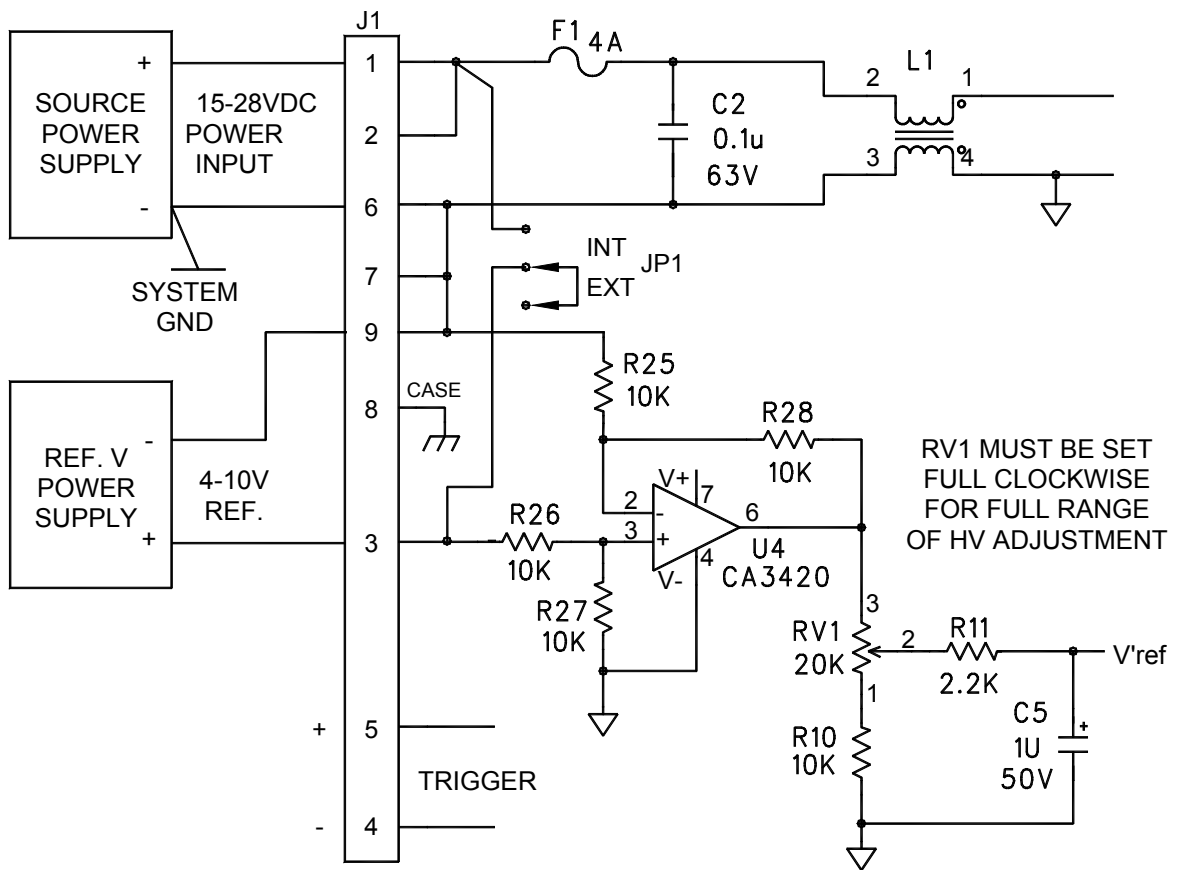 J1
F1 4A
L1
+
1
2
1
SOURCE
POWER
SUPPLY
15-28VDC
POWER
INPUT
2
C2
0.1u
63V
3
4
-
6
SYSTEM
GND
7
INT
EXT
JP1
9
R25
10K
CASE
8
R28
10K
REF. V
POWER
SUPPLY
-
+
4-10V
REF.
3
RV1 MUST BE SET
FULL CLOCKWISE
FOR FULL RANGE
OF HV ADJUSTMENT
V+
7
2
-
R26
10K
3
+
6
U4
CA3420
4
V-
R27
10K
3
RV1
20K
2
1
R11
2.2K
V'ref
+
5
C5
1U
50V
+
R10
10K
TRIGGER
-
4